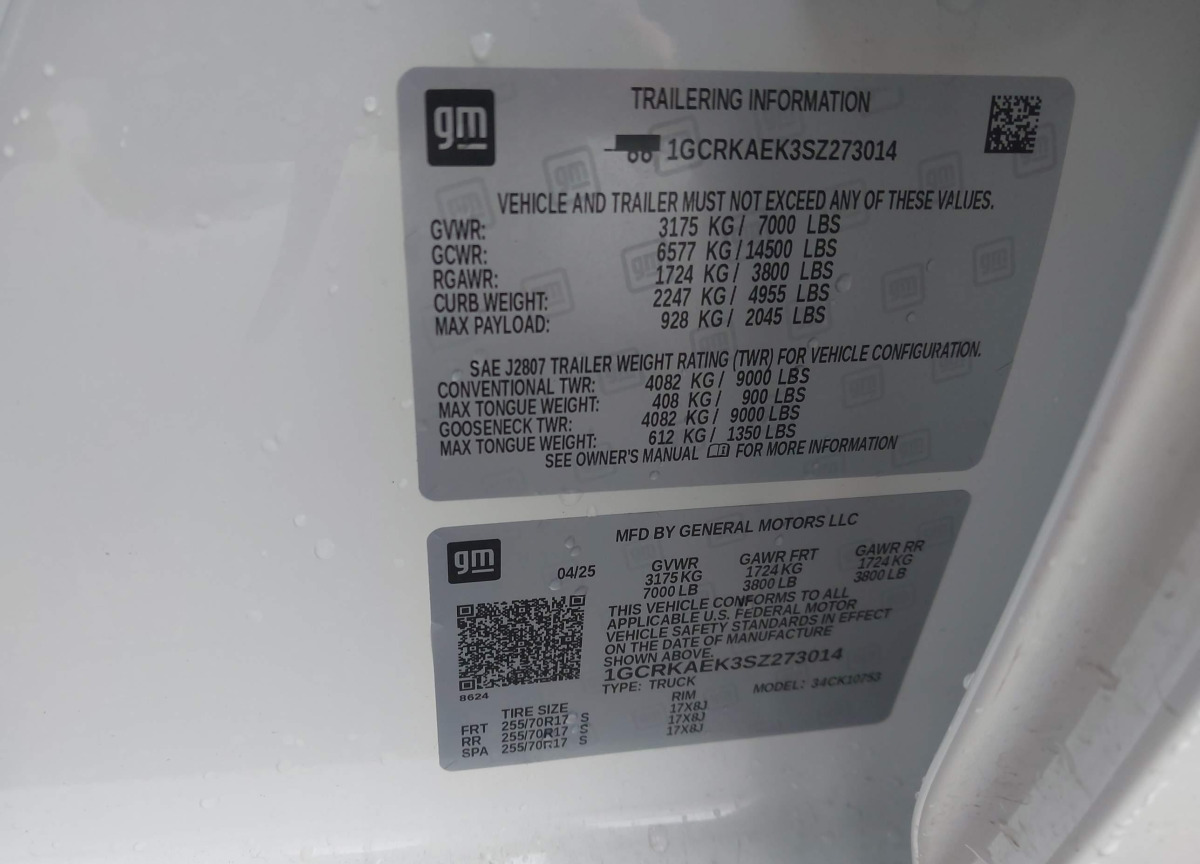 gm
TRAILERING INFORMATION
1GCRKAEK3SZ273014
VEHICLE AND TRAILER MUST NOT EXCEED ANY OF THESE VALUES.
GVWR: 3175 KG / 7000 LBS
GCWR: 6577 KG / 14500 LBS
RGAWR: 1724 KG / 3800 LBS
CURB WEIGHT: 2247 KG / 4955 LBS
MAX PAYLOAD: 928 KG / 2045 LBS
SAE J2807 TRAILER WEIGHT RATING (TWR) FOR VEHICLE CONFIGURATION.
CONVENTIONAL TWR: 4082 KG / 9000 LBS
MAX TONGUE WEIGHT: 408 KG / 900 LBS
GOOSENECK TWR: 4082 KG / 9000 LBS
MAX TONGUE WEIGHT: 612 KG / 1350 LBS
SEE OWNER'S MANUAL FOR MORE INFORMATION
gm
MFD BY GENERAL MOTORS LLC
04/25 GVWR GAWR FRT GAWR RR
3175 KG 1724 KG 1724 KG
7000 LB 3800 LB 3800 LB
THIS VEHICLE CONFORMS TO ALL
APPLICABLE U.S. FEDERAL MOTOR
VEHICLE SAFETY STANDARDS IN EFFECT
ON THE DATE OF MANUFACTURE
SHOWN ABOVE.
1GCRKAEK3SZ273014
TYPE: TRUCK MODEL: 34CK10753
8624
TIRE SIZE RIM
FRT 255/70R17 S 17X8J
RR 255/70R17 S 17X8J
SPA 255/70R17 S 17X8J